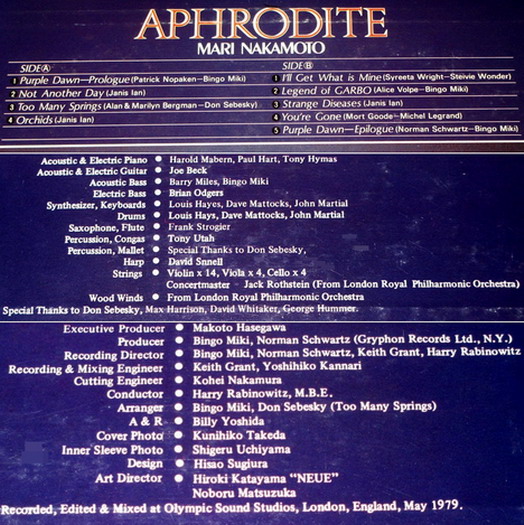 APHRODITE
MARI NAKAMOTO
SIDE Ⓐ
1 Purple Dawn—Prologue (Patrick Nopaken—Bingo Miki)
2 Not Another Day (Janis Ian)
3 Too Many Springs (Alan & Marilyn Bergman—Don Sebesky)
4 Orchids (Janis Ian)
SIDE Ⓑ
1 I'll Get What is Mine (Syreeta Wright—Steivie Wonder)
2 Legend of GARBO (Alice Volpe—Bingo Miki)
3 Strange Diseases (Janis Ian)
4 You're Gone (Mort Goode—Michel Legrand)
5 Purple Dawn—Epilogue (Norman Schwartz—Bingo Miki)
Acoustic & Electric Piano ● Harold Mabern, Paul Hart, Tony Hymas
Acoustic & Electric Guitar ● Joe Beck
Acoustic Bass ● Barry Miles, Bingo Miki
Electric Bass ● Brian Odgers
Synthesizer, Keyboards ● Louis Hayes, Dave Mattocks, John Martial
Drums ● Louis Hays, Dave Mattocks, John Martial
Saxophone, Flute ● Frank Strogier
Percussion, Congas ● Tony Utah
Percussion, Mallet ● Special Thanks to Don Sebesky,
Harp ● David Snnell
Strings ● Violin x 14, Viola x 4, Cello x 4
Concertmaster - Jack Rothstein (From London Royal Philharmonic Orchestra)
Wood Winds ● From London Royal Philharmonic Orchestra
Special Thanks to Don Sebesky, Max Harrison, David Whitaker, George Hummer.
Executive Producer ● Makoto Hasegawa
Producer ● Bingo Miki, Norman Schwartz (Gryphon Records Ltd., N.Y.)
Recording Director ● Bingo Miki, Norman Schwartz, Keith Grant, Harry Rabinowitz
Recording & Mixing Engineer ● Keith Grant, Yoshihiko Kannari
Cutting Engineer ● Kohei Nakamura
Conductor ● Harry Rabinowitz, M.B.E.
Arranger ● Bingo Miki, Don Sebesky (Too Many Springs)
A & R ● Billy Yoshida
Cover Photo ● Kunihiko Takeda
Inner Sleeve Photo ● Shigeru Uchiyama
Design ● Hisao Sugiura
Art Director ● Hiroki Katayama "NEUE"
Noboru Matsuzaka
Recorded, Edited & Mixed at Olympic Sound Studios, London, England, May 1979.